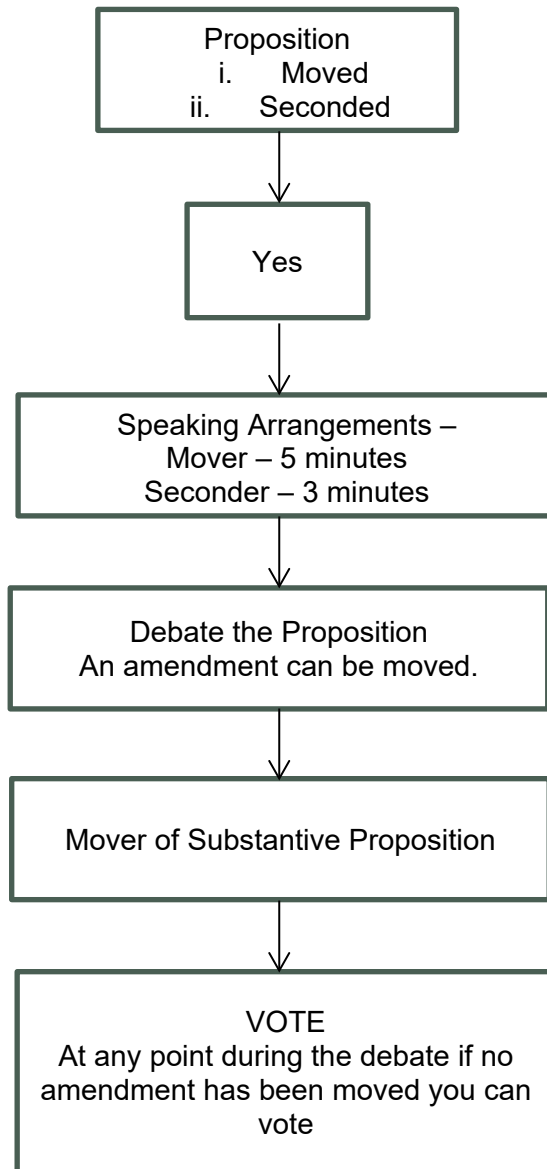 Proposition
i. Moved
ii. Seconded
Yes
Speaking Arrangements –
Mover – 5 minutes
Seconder – 3 minutes
Debate the Proposition
An amendment can be moved.
Mover of Substantive Proposition
VOTE
At any point during the debate if no
amendment has been moved you can
vote